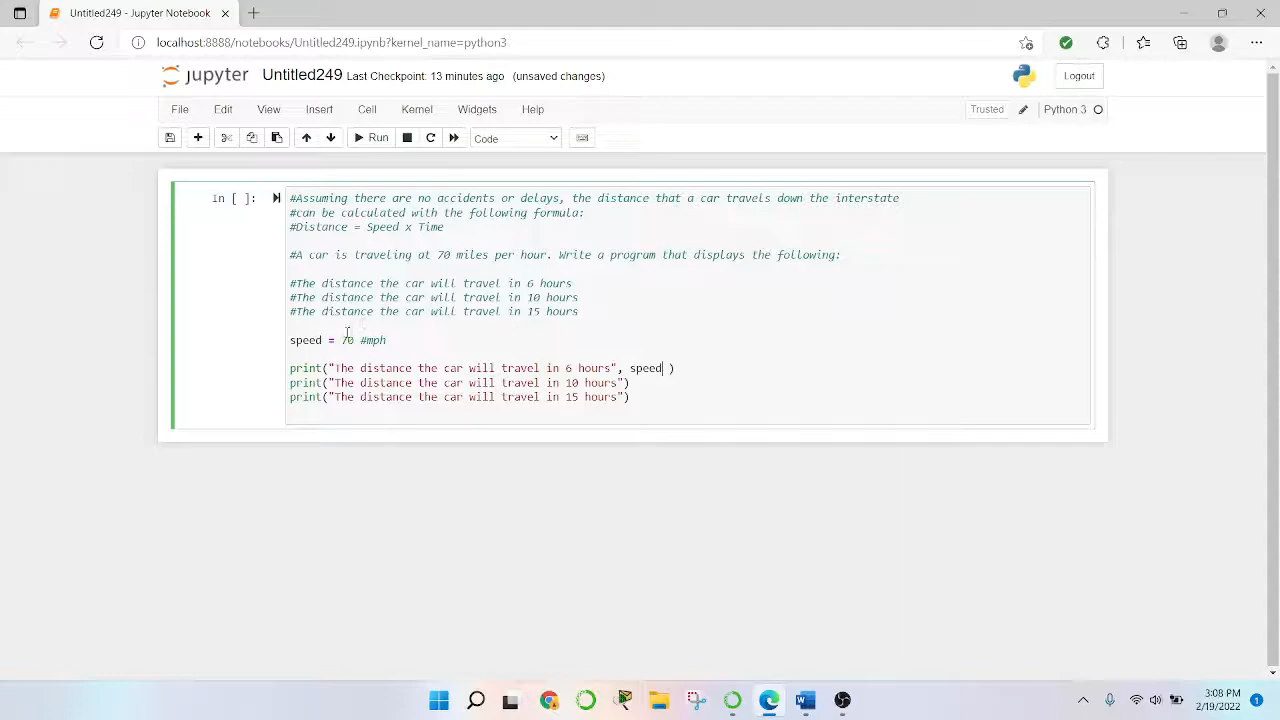 Untitled249 - Jupyter Notebook
localhost:8888/notebooks/Untitled249.ipynb?kernel_name=python3
jupyter Untitled249 Last Checkpoint: 13 minutes ago (unsaved changes) Logout
File Edit View Insert Cell Kernel Widgets Help Trusted Python 3
Run Code
In [ ]:
#Assuming there are no accidents or delays, the distance that a car travels down the interstate
#can be calculated with the following formula:
#Distance = Speed x Time
#A car is traveling at 70 miles per hour. Write a program that displays the following:
#The distance the car will travel in 6 hours
#The distance the car will travel in 10 hours
#The distance the car will travel in 15 hours
speed = 70 #mph
print("The distance the car will travel in 6 hours", speed )
print("The distance the car will travel in 10 hours")
print("The distance the car will travel in 15 hours")
3:08 PM
2/19/2022
1